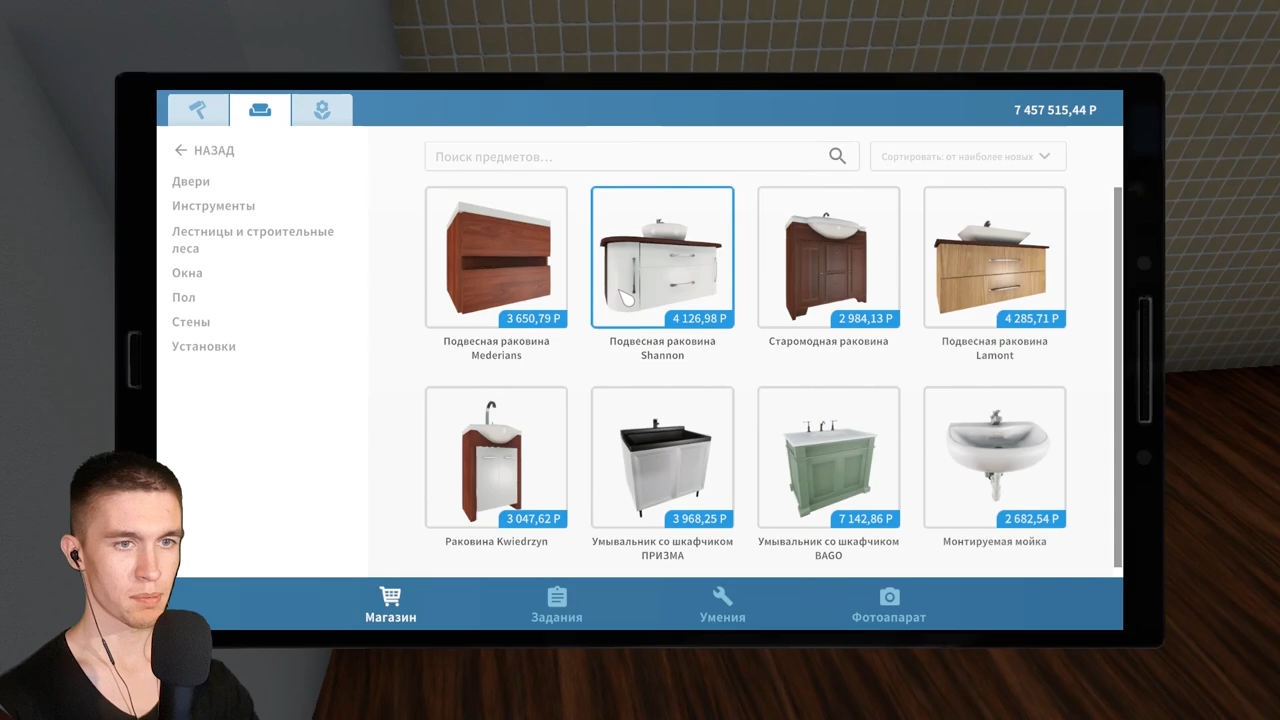 7 457 515,44 Р
НАЗАД
Двери
Инструменты
Лестницы и строительные
леса
Окна
Пол
Стены
Установки
Поиск предметов...
Сортировать: от наиболее новых
3 650,79 Р
4 126,98 Р
2 984,13 Р
4 285,71 Р
Подвесная раковина
Mederians
Подвесная раковина
Shannon
Старомодная раковина
Подвесная раковина
Lamont
3 047,62 Р
3 968,25 Р
7 142,86 Р
2 682,54 Р
Раковина Kwiedrzyn
Умывальник со шкафчиком
ПРИЗМА
Умывальник со шкафчиком
BAGO
Монтируемая мойка
Магазин
Задания
Умения
Фотоапарат